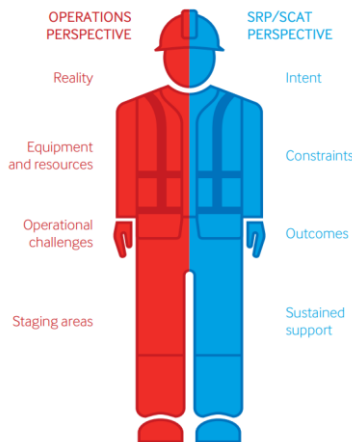 OPERATIONS
PERSPECTIVE
Reality
Equipment
and resources
Operational
challenges
Staging areas
SRP/SCAT
PERSPECTIVE
Intent
Constraints
Outcomes
Sustained
support